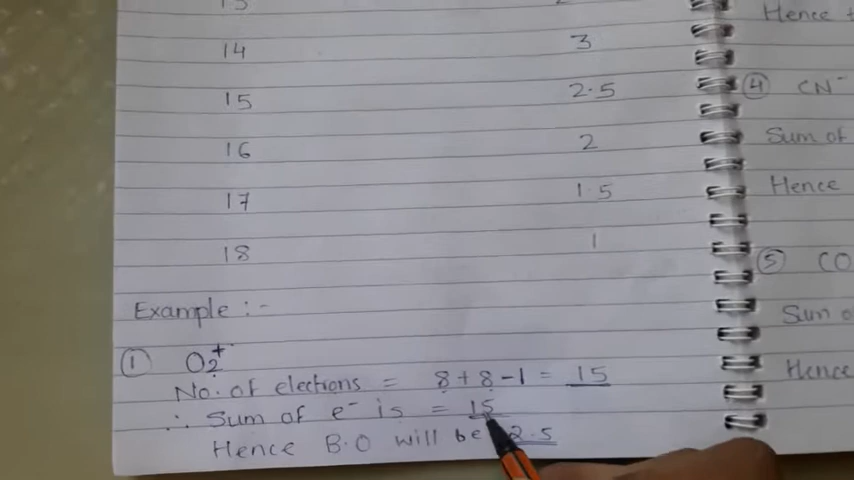 14 3
15 2.5
16 2
17 1.5
18 1
Example :-
① O2+
No. of elections = 8+8-1 = 15
∴ Sum of e- is = 15
Hence B.O will be 2.5
Hence
④ CN-
Sum of
Hence
⑤ CO
Sum o
Hence